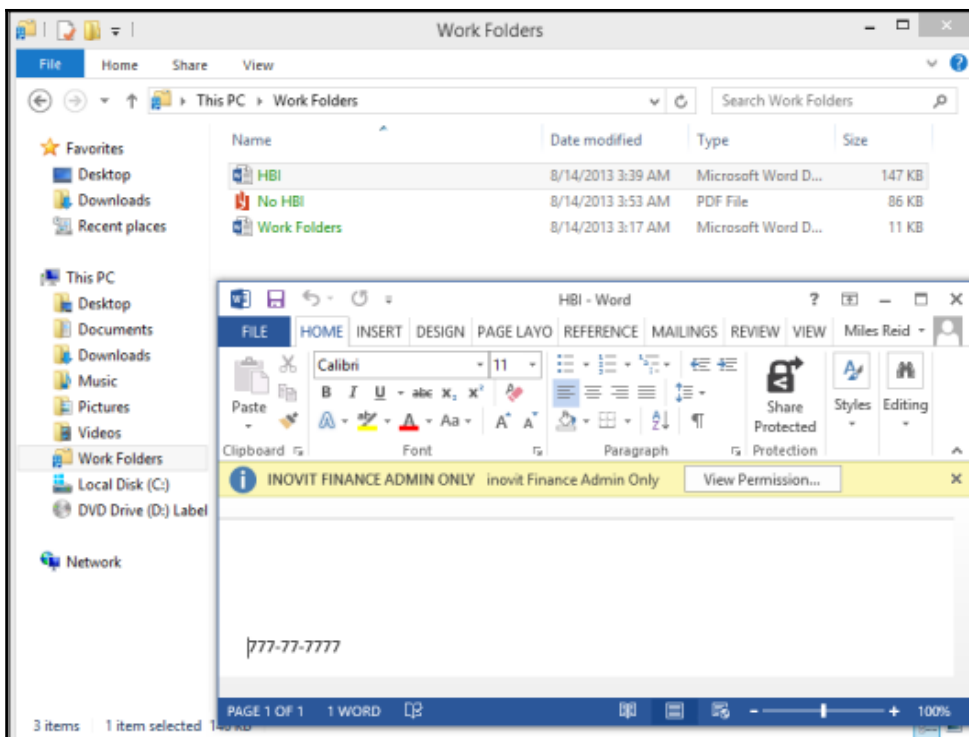 Work Folders
File Home Share View
This PC Work Folders Search Work Folders
Name Date modified Type Size
Favorites
Desktop
Downloads
Recent places
HBI 8/14/2013 3:39 AM Microsoft Word D... 147 KB
No HBI 8/14/2013 3:53 AM PDF File 86 KB
Work Folders 8/14/2013 3:17 AM Microsoft Word D... 11 KB
This PC
Desktop
Documents
Downloads
Music
Pictures
Videos
Work Folders
Local Disk (C:)
DVD Drive (D:) Label
Network
HBI - Word
FILE HOME INSERT DESIGN PAGE LAYO REFERENCE MAILINGS REVIEW VIEW Miles Reid
Calibri 11
B I U abc X₂ X²
Aa
Paste
Share Protected
Styles Editing
Clipboard Font Paragraph Protection
INOVIT FINANCE ADMIN ONLY inovit Finance Admin Only View Permission...
777-77-7777
PAGE 1 OF 1 1 WORD 100%
3 items 1 item selected